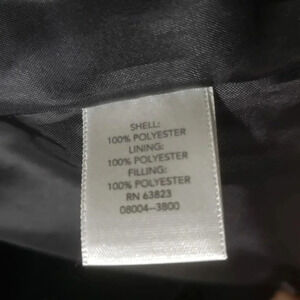 SHELL:
100% POLYESTER
LINING:
100% POLYESTER
FILLING:
100% POLYESTER
RN 63823
08004--3800